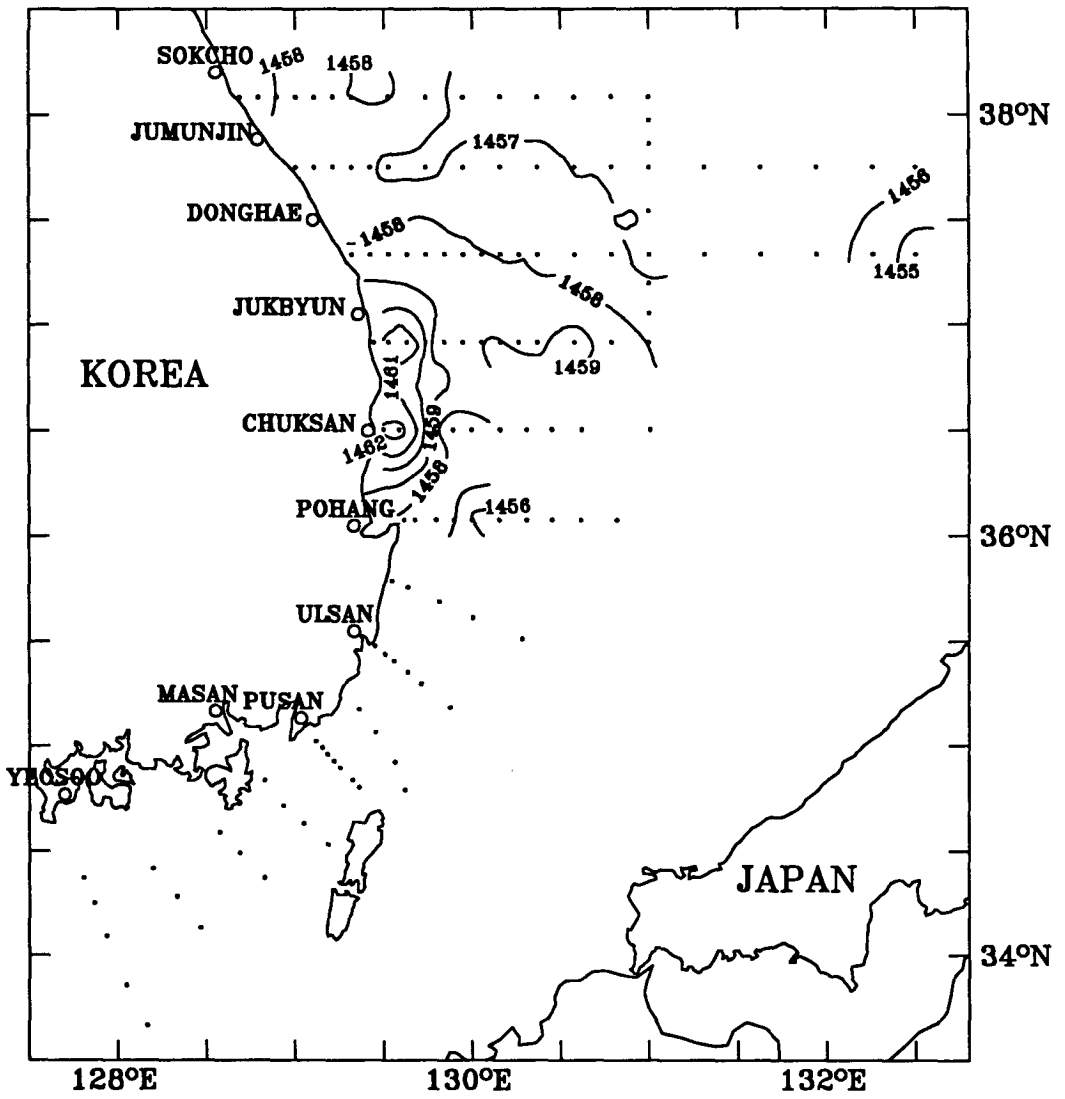 SOKCHO
1458
1458
38°N
JUMUNJIN
1457
1456
DONGHAE
1458
1455
1458
JUKBYUN
KOREA
1461
1459
CHUKSAN
1459
1462
1458
POHANG
1456
36°N
ULSAN
MASAN
PUSAN
YEOSOO
JAPAN
34°N
128°E
130°E
132°E